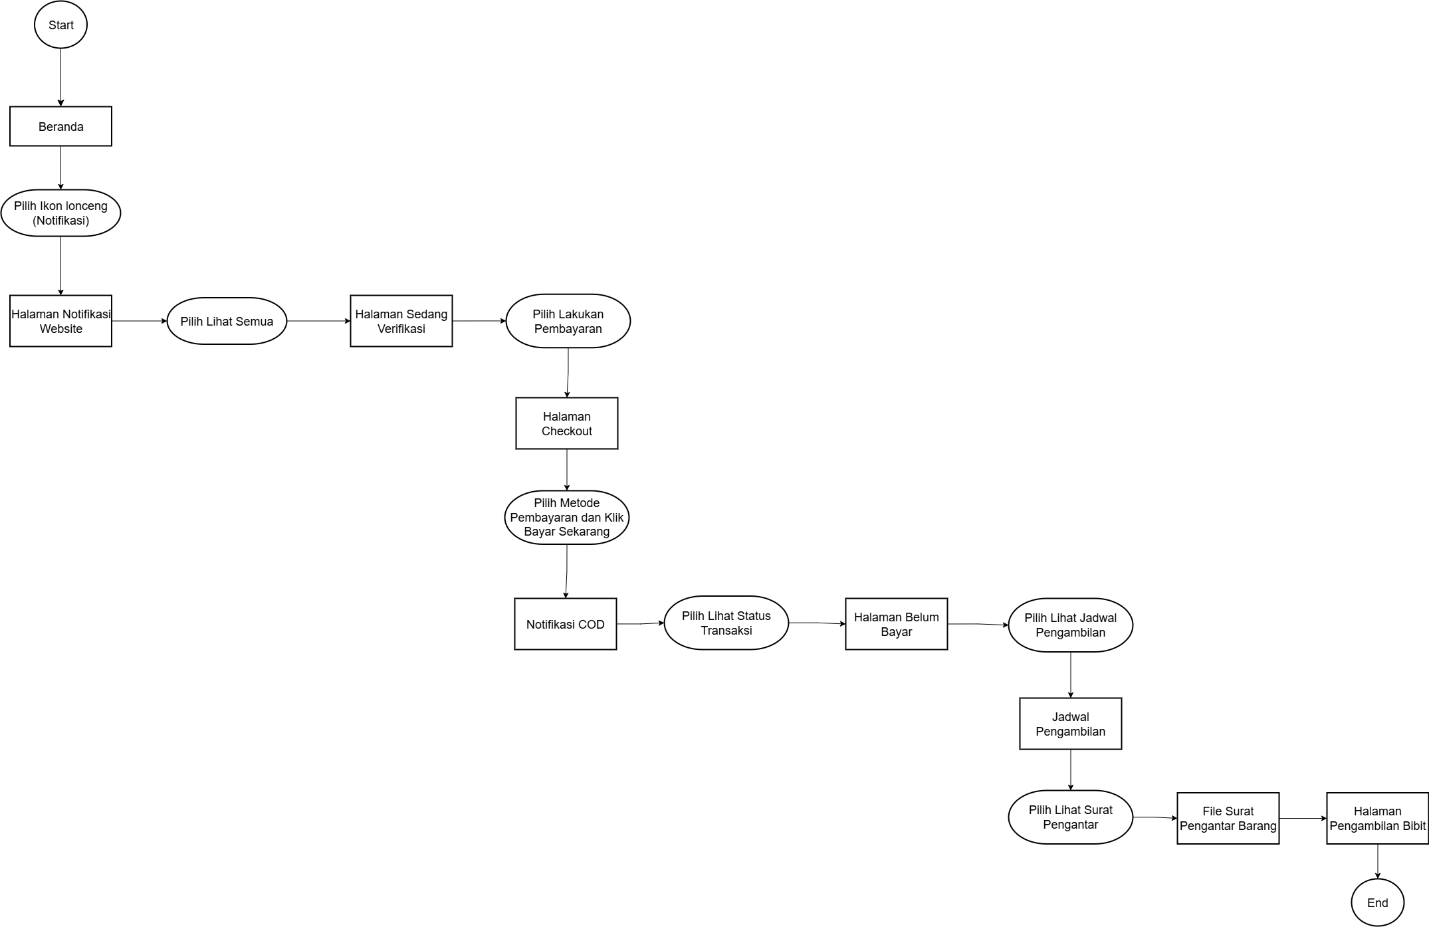 Start
Beranda
Pilih Ikon lonceng
(Notifikasi)
Halaman Notifikasi
Website
Pilih Lihat Semua
Halaman Sedang
Verifikasi
Pilih Lakukan
Pembayaran
Halaman
Checkout
Pilih Metode
Pembayaran dan Klik
Bayar Sekarang
Notifikasi COD
Pilih Lihat Status
Transaksi
Halaman Belum
Bayar
Pilih Lihat Jadwal
Pengambilan
Jadwal
Pengambilan
Pilih Lihat Surat
Pengantar
File Surat
Pengantar Barang
Halaman
Pengambilan Bibit
End